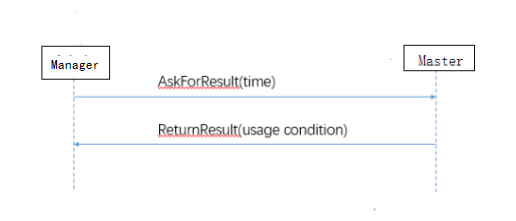 Manager
Master
AskForResult(time)
ReturnResult(usage condition)